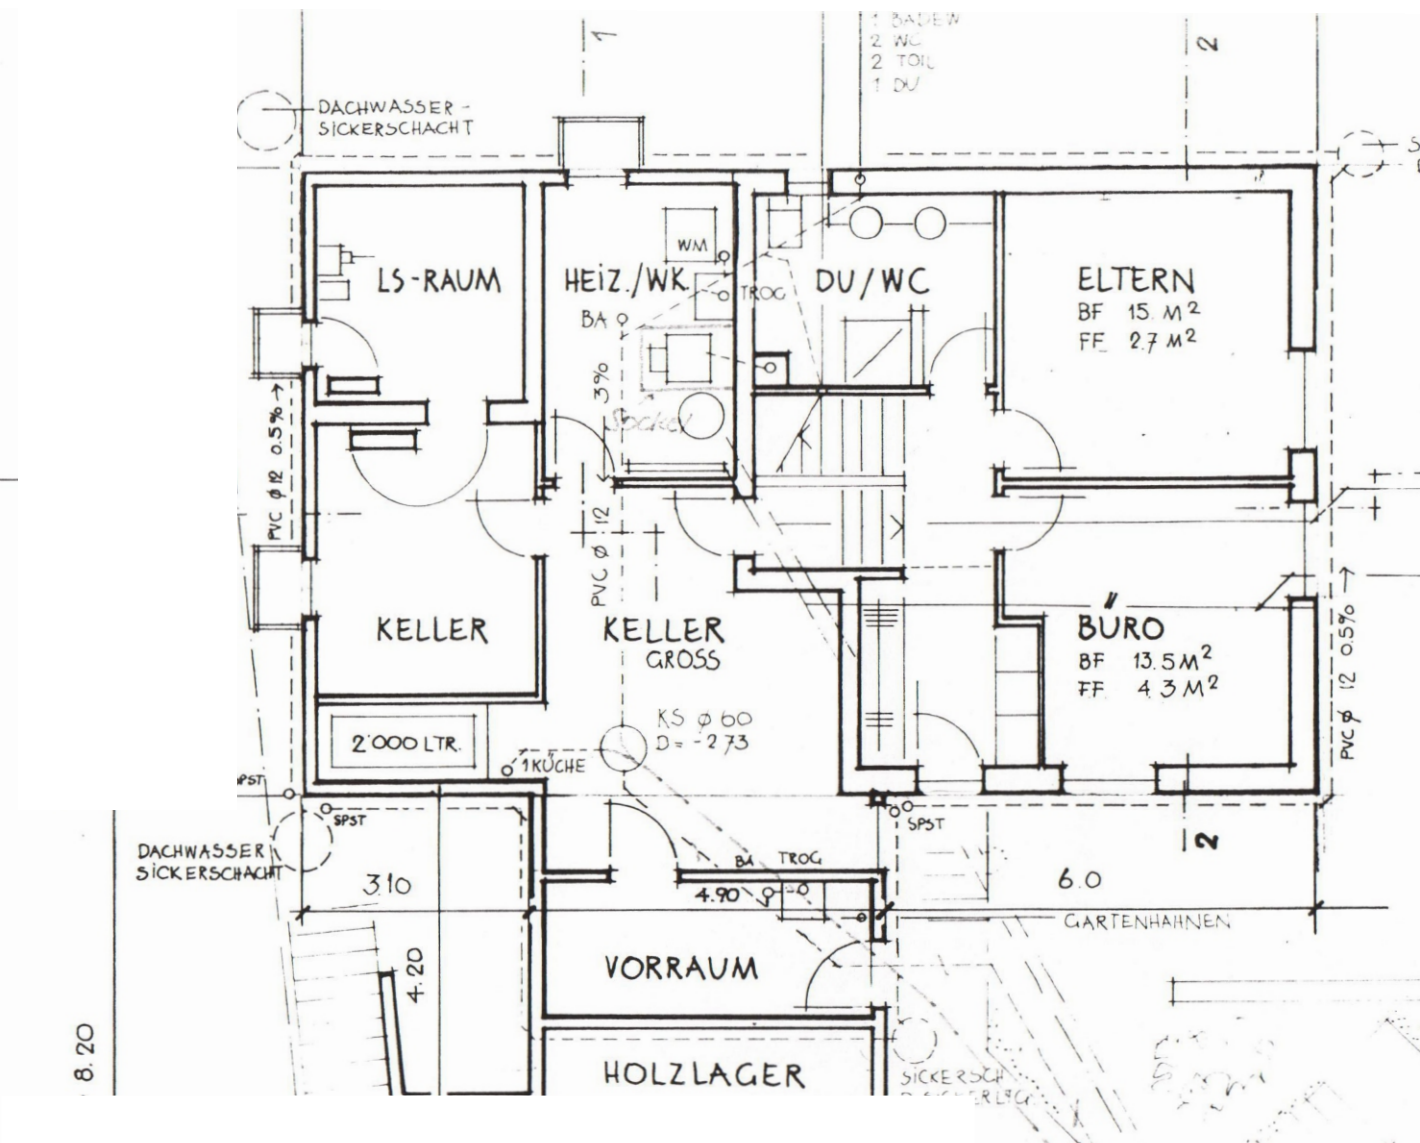 1
1 BADEW
2 WC
2 TOIL
1 DU
2
DACHWASSER-
SICKERSCHACHT
S
WM
LS-RAUM
HEIZ./WK.
TROG
DU/WC
ELTERN
BF 15. M²
FF 2.7 M²
BA
3%
Sockel
PVC ø 12 0.5% →
PVC ø 12
KELLER
KELLER
GROSS
BÜRO
BF 13.5 M²
FF 4.3 M²
PVC ø 12 0.5% →
KS ø 60
D = -2.73
2'000 LTR.
1 KÜCHE
SPST
SPST
SPST
2
DACHWASSER
SICKERSCHACHT
3.10
BA
TROG
4.90
6.0
GARTENHAHNEN
4.20
VORRAUM
8.20
HOLZLAGER
SICKERSCH